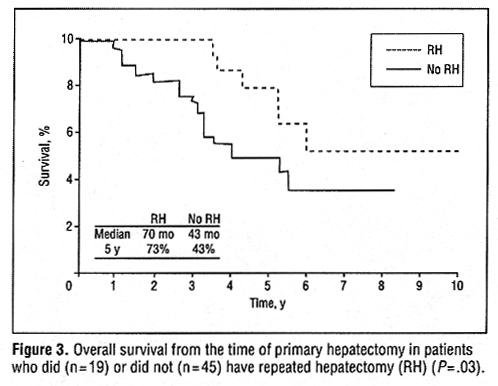 10
8
6
4
2
0
Survival, %
RH
No RH
RH No RH
Median 70 mo 43 mo
5 y 73% 43%
0 1 2 3 4 5 6 7 8 9 10
Time, y
Figure 3. Overall survival from the time of primary hepatectomy in patients
who did (n=19) or did not (n=45) have repeated hepatectomy (RH) (P=.03).